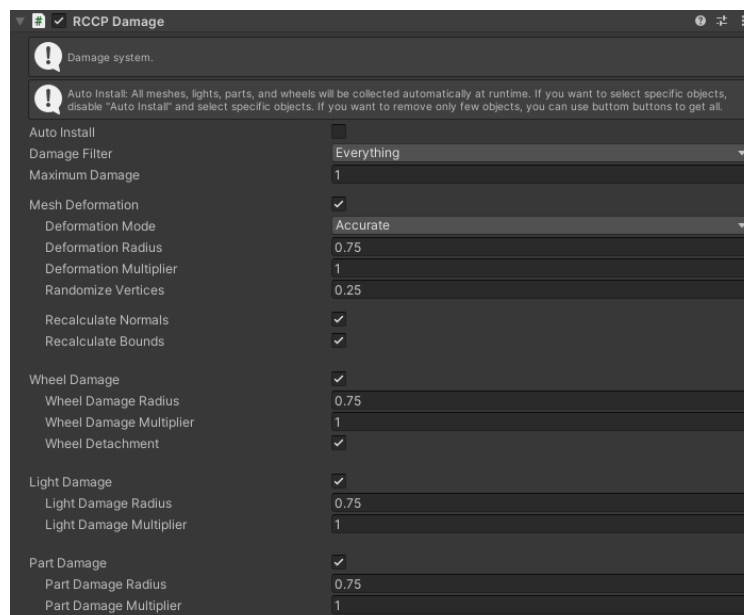 RCCP Damage
Damage system.
Auto Install: All meshes, lights, parts, and wheels will be collected automatically at runtime. If you want to select specific objects,
disable "Auto Install" and select specific objects. If you want to remove only few objects, you can use buttom buttons to get all.
Auto Install
Damage Filter Everything
Maximum Damage 1
Mesh Deformation
Deformation Mode Accurate
Deformation Radius 0.75
Deformation Multiplier 1
Randomize Vertices 0.25
Recalculate Normals
Recalculate Bounds
Wheel Damage
Wheel Damage Radius 0.75
Wheel Damage Multiplier 1
Wheel Detachment
Light Damage
Light Damage Radius 0.75
Light Damage Multiplier 1
Part Damage
Part Damage Radius 0.75
Part Damage Multiplier 1